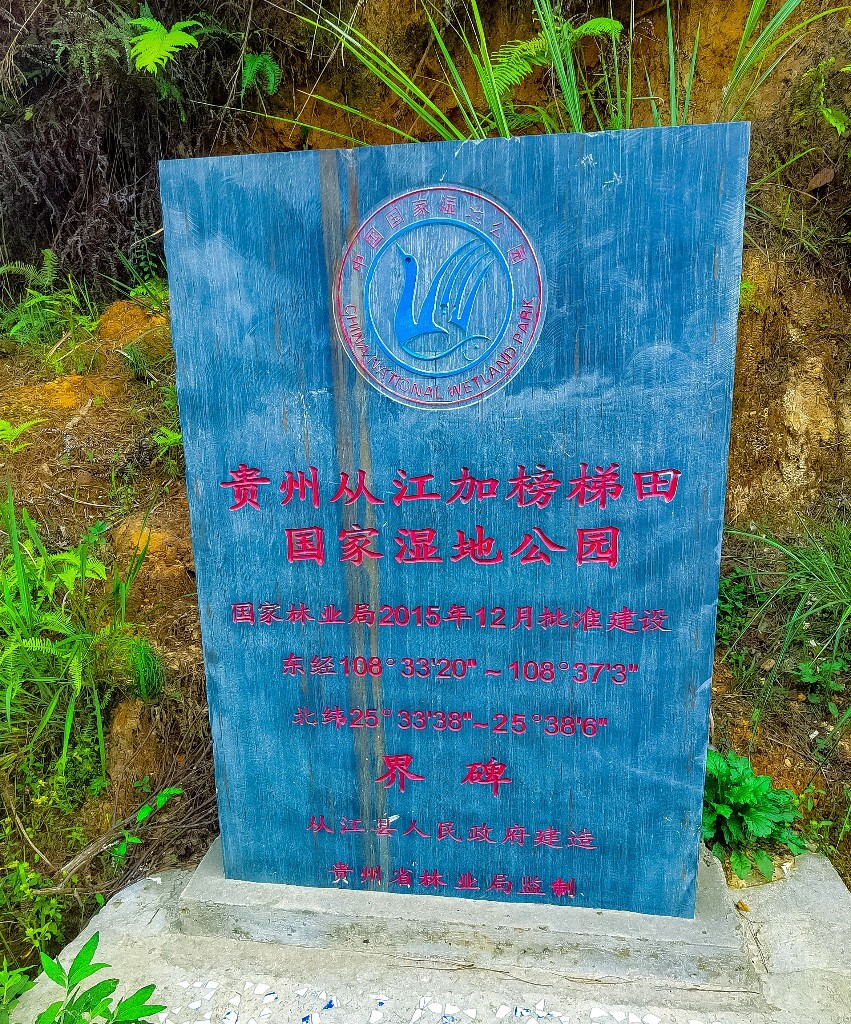 中国国家湿地公园
CHINA NATIONAL WETLAND PARK
贵州从江加榜梯田
国家湿地公园
国家林业局2015年12月批准建设
东经108°33'20"～108°37'3"
北纬25°33'38"~25°38'6"
界碑
从江县人民政府建造
贵州省林业局监制